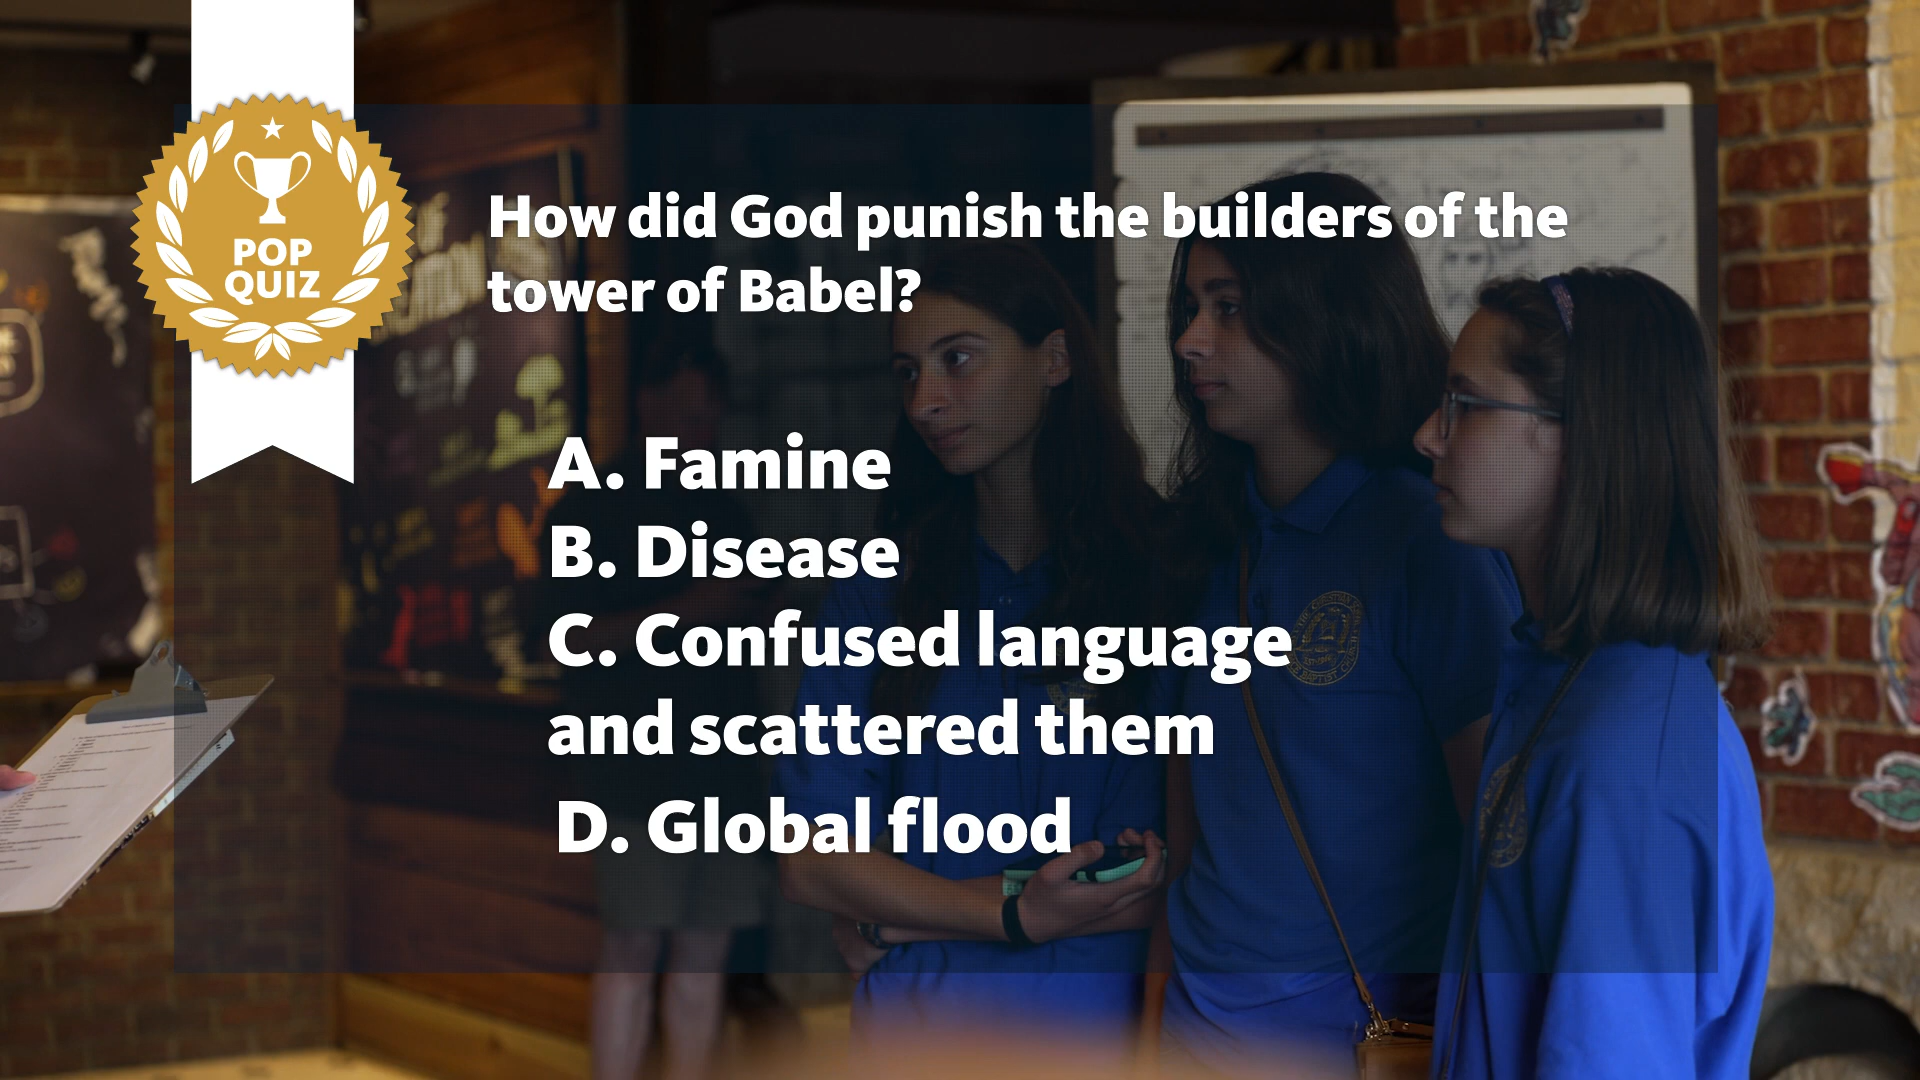 POP
QUIZ
How did God punish the builders of the
tower of Babel?
A. Famine
B. Disease
C. Confused language
and scattered them
D. Global flood